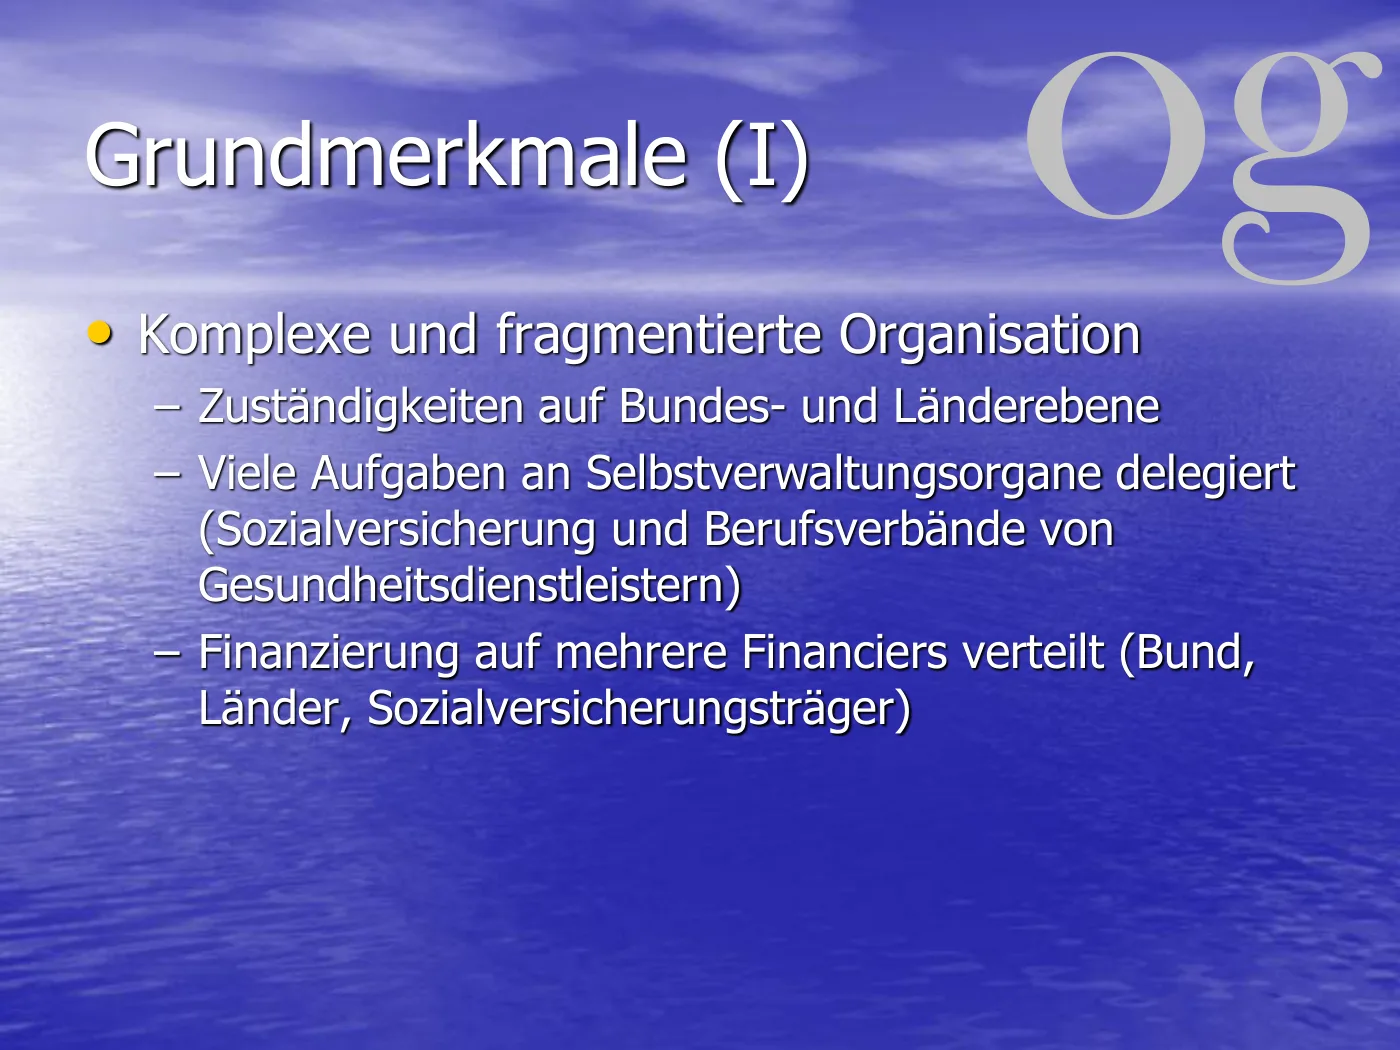 og
Grundmerkmale (I)
• Komplexe und fragmentierte Organisation
– Zuständigkeiten auf Bundes- und Länderebene
– Viele Aufgaben an Selbstverwaltungsorgane delegiert
(Sozialversicherung und Berufsverbände von
Gesundheitsdienstleistern)
– Finanzierung auf mehrere Financiers verteilt (Bund,
Länder, Sozialversicherungsträger)